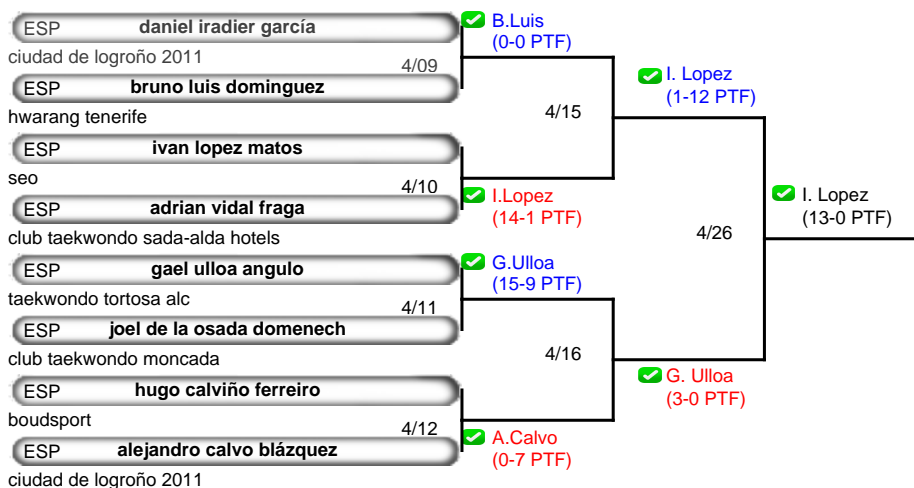 ESP daniel iradier garcía
ciudad de logroño 2011
4/09
ESP bruno luis dominguez
hwarang tenerife
B.Luis
(0-0 PTF)
ESP ivan lopez matos
seo
4/10
ESP adrian vidal fraga
club taekwondo sada-alda hotels
I.Lopez
(14-1 PTF)
4/15
I. Lopez
(1-12 PTF)
ESP gael ulloa angulo
taekwondo tortosa alc
4/11
ESP joel de la osada domenech
club taekwondo moncada
G.Ulloa
(15-9 PTF)
ESP hugo calviño ferreiro
boudsport
4/12
ESP alejandro calvo blázquez
ciudad de logroño 2011
A.Calvo
(0-7 PTF)
4/16
G. Ulloa
(3-0 PTF)
4/26
I. Lopez
(13-0 PTF)